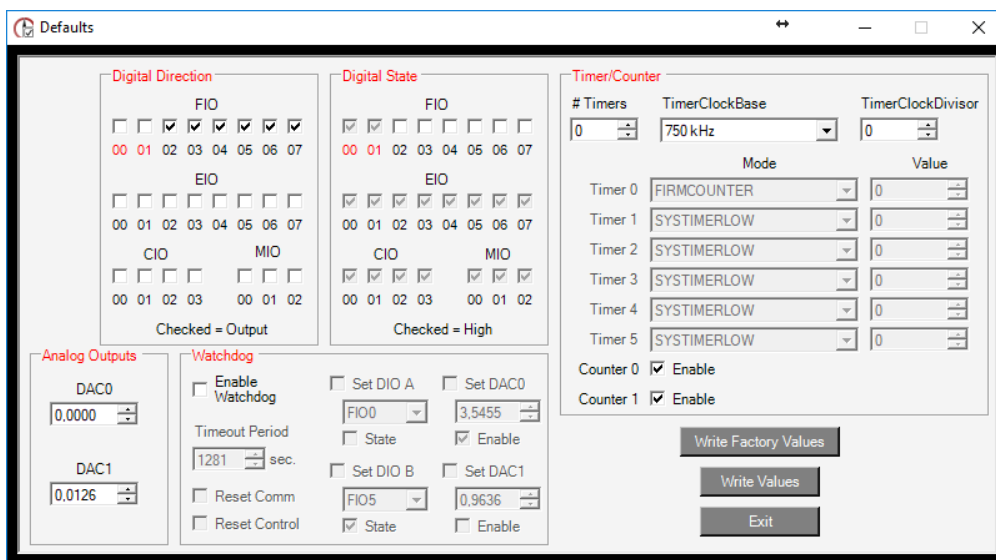 Defaults
Digital Direction
FIO
00 01 02 03 04 05 06 07
EIO
00 01 02 03 04 05 06 07
CIO MIO
00 01 02 03 00 01 02
Checked = Output
Digital State
FIO
00 01 02 03 04 05 06 07
EIO
00 01 02 03 04 05 06 07
CIO MIO
00 01 02 03 00 01 02
Checked = High
Timer/Counter
# Timers TimerClockBase TimerClockDivisor
0 750 kHz 0
Mode Value
Timer 0 FIRMCOUNTER 0
Timer 1 SYSTIMERLOW 0
Timer 2 SYSTIMERLOW 0
Timer 3 SYSTIMERLOW 0
Timer 4 SYSTIMERLOW 0
Timer 5 SYSTIMERLOW 0
Counter 0 Enable
Counter 1 Enable
Analog Outputs
DAC0
0,0000
DAC1
0,0126
Watchdog
Enable
Watchdog
Timeout Period
1281 sec.
Reset Comm
Reset Control
Set DIO A Set DAC0
FIO0 3,5455
State Enable
Set DIO B Set DAC1
FIO5 0,9636
State Enable
Write Factory Values
Write Values
Exit